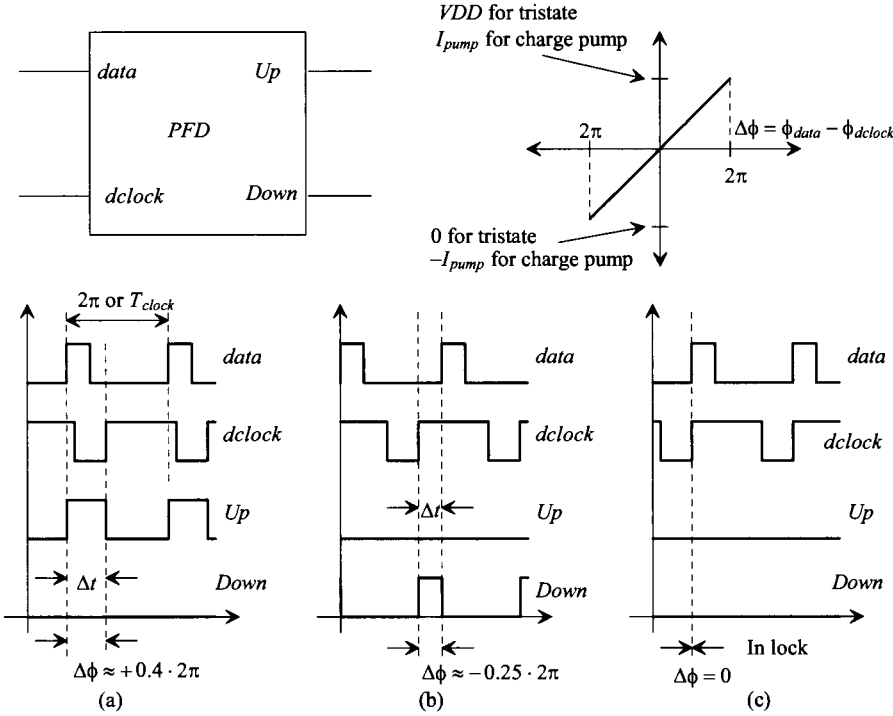 VDD for tristate
I_pump for charge pump
data
Up
PFD
dclock
Down
2π
Δϕ = ϕ_data − ϕ_dclock
2π
0 for tristate
−I_pump for charge pump
2π or T_clock
data
dclock
Up
Δt
Down
Δϕ ≈ +0.4 · 2π
(a)
data
dclock
Δt
Up
Down
Δϕ ≈ −0.25 · 2π
(b)
data
dclock
Up
Down
In lock
Δϕ = 0
(c)